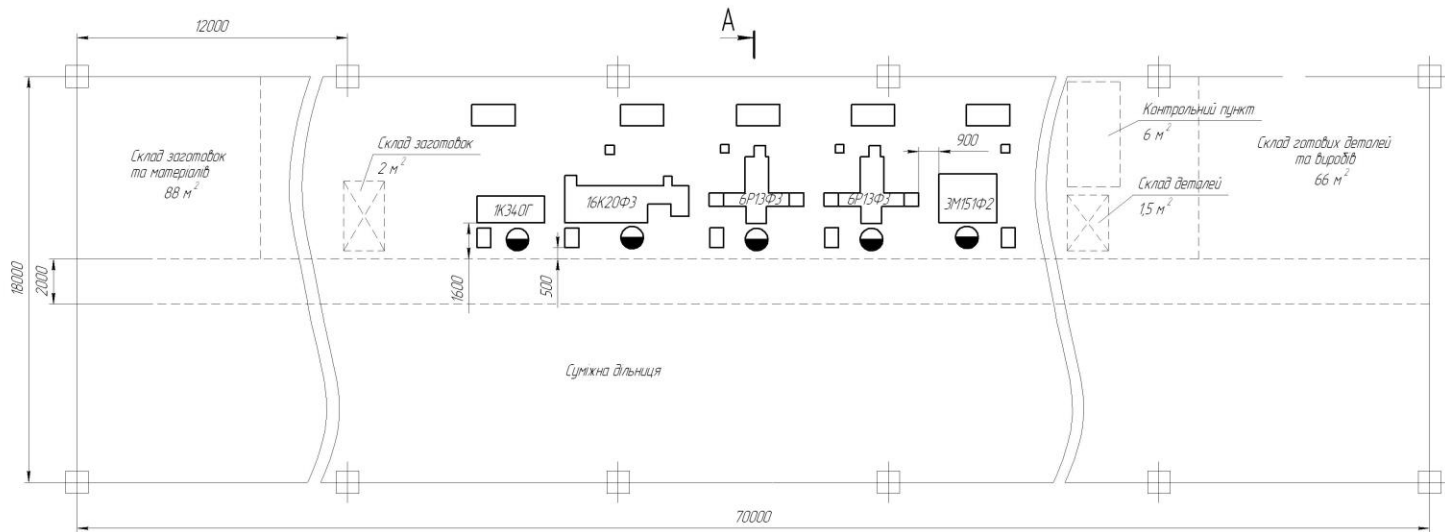 12000
А
Контрольний пункт
6 м²
900
Склад заготовок
та матеріалів
88 м²
Склад заготовок
2 м²
Склад готових деталей
та виробів
66 м²
Склад деталей
1,5 м²
1К340Г
16К20Ф3
6Р13Ф3
6Р13Ф3
3М151Ф2
18000
2000
1600
500
Суміжна дільниця
70000